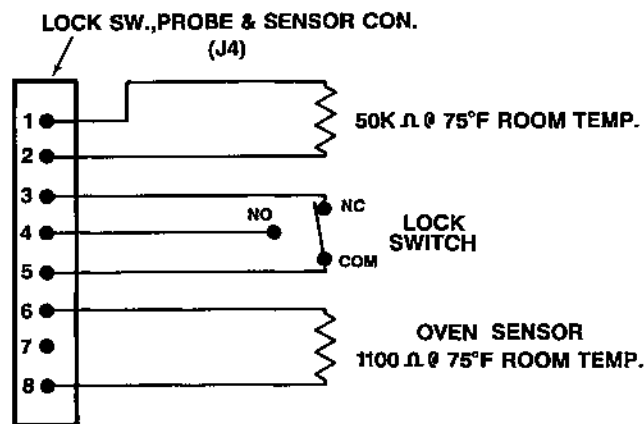 LOCK SW.,PROBE & SENSOR CON.
(J4)
1
50K Ω @ 75°F ROOM TEMP.
2
3
NC
NO
LOCK
SWITCH
4
COM
5
6
OVEN SENSOR
7
1100 Ω @ 75°F ROOM TEMP.
8